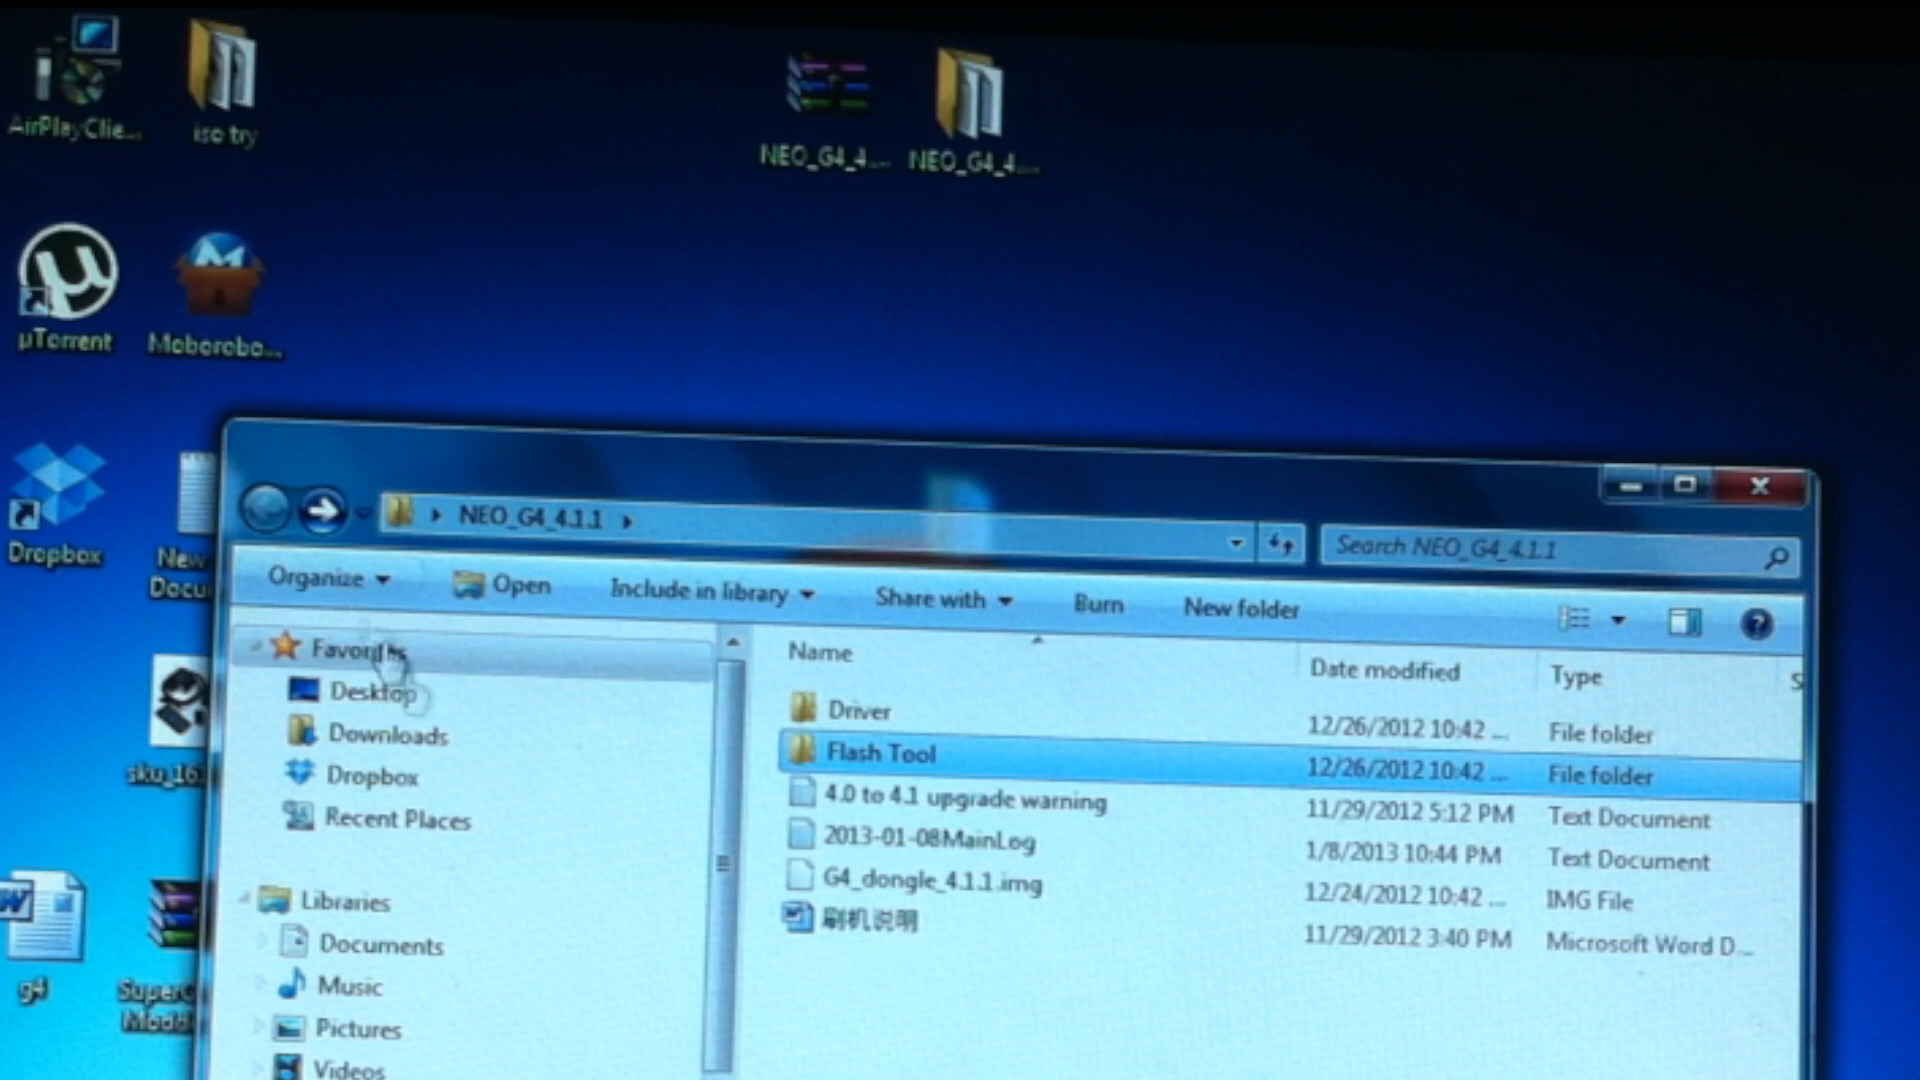 AirPlayClie...
iso try
NEO_G4_4....
NEO_G4_4....
µTorrent
Moborobo...
Dropbox
New
Docu
sku_16
g4
SuperC
Moddi
NEO_G4_4.1.1
Search NEO_G4_4.1.1
Organize
Open
Include in library
Share with
Burn
New folder
Favorites
Desktop
Downloads
Dropbox
Recent Places
Libraries
Documents
Music
Pictures
Videos
Name Date modified Type S
Driver 12/26/2012 10:42 ... File folder
Flash Tool 12/26/2012 10:42 ... File folder
4.0 to 4.1 upgrade warning 11/29/2012 5:12 PM Text Document
2013-01-08MainLog 1/8/2013 10:44 PM Text Document
G4_dongle_4.1.1.img 12/24/2012 10:42 ... IMG File
刷机说明 11/29/2012 3:40 PM Microsoft Word D...